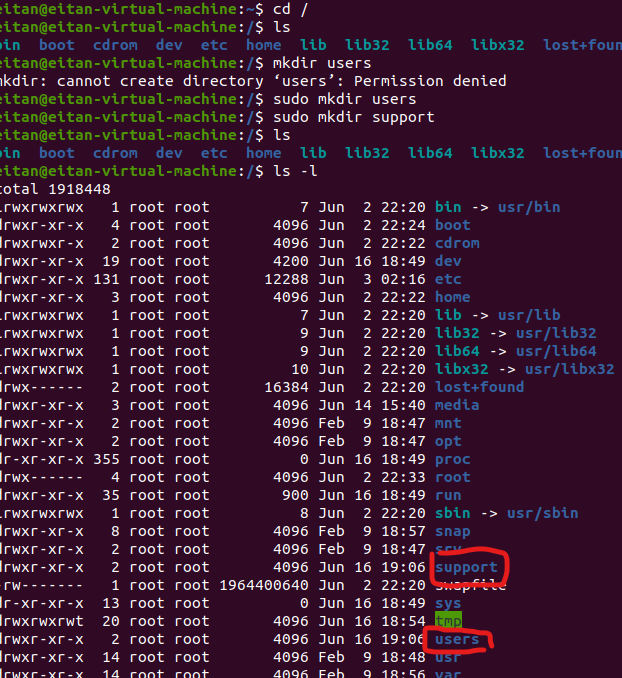 eitan@eitan-virtual-machine:~$ cd /
eitan@eitan-virtual-machine:/$ ls
bin boot cdrom dev etc home lib lib32 lib64 libx32 lost+foun
eitan@eitan-virtual-machine:/$ mkdir users
mkdir: cannot create directory ‘users’: Permission denied
eitan@eitan-virtual-machine:/$ sudo mkdir users
eitan@eitan-virtual-machine:/$ sudo mkdir support
eitan@eitan-virtual-machine:/$ ls
bin boot cdrom dev etc home lib lib32 lib64 libx32 lost+foun
eitan@eitan-virtual-machine:/$ ls -l
total 1918448
lrwxrwxrwx 1 root root 7 Jun 2 22:20 bin -> usr/bin
drwxr-xr-x 4 root root 4096 Jun 2 22:24 boot
drwxrwxr-x 2 root root 4096 Jun 2 22:22 cdrom
drwxr-xr-x 19 root root 4200 Jun 16 18:49 dev
drwxr-xr-x 131 root root 12288 Jun 3 02:16 etc
drwxr-xr-x 3 root root 4096 Jun 2 22:22 home
lrwxrwxrwx 1 root root 7 Jun 2 22:20 lib -> usr/lib
lrwxrwxrwx 1 root root 9 Jun 2 22:20 lib32 -> usr/lib32
lrwxrwxrwx 1 root root 9 Jun 2 22:20 lib64 -> usr/lib64
lrwxrwxrwx 1 root root 10 Jun 2 22:20 libx32 -> usr/libx32
drwx------ 2 root root 16384 Jun 2 22:20 lost+found
drwxr-xr-x 3 root root 4096 Jun 14 15:40 media
drwxr-xr-x 2 root root 4096 Feb 9 18:47 mnt
drwxr-xr-x 2 root root 4096 Feb 9 18:47 opt
dr-xr-xr-x 355 root root 0 Jun 16 18:49 proc
drwx------ 4 root root 4096 Jun 2 22:33 root
drwxr-xr-x 35 root root 900 Jun 16 18:49 run
lrwxrwxrwx 1 root root 8 Jun 2 22:20 sbin -> usr/sbin
drwxr-xr-x 8 root root 4096 Feb 9 18:57 snap
drwxr-xr-x 2 root root 4096 Feb 9 18:47 srv
drwxr-xr-x 2 root root 4096 Jun 16 19:06 support
-rw------- 1 root root 1964400640 Jun 2 22:20 swapfile
dr-xr-xr-x 13 root root 0 Jun 16 18:49 sys
drwxrwxrwt 20 root root 4096 Jun 16 18:54 tmp
drwxr-xr-x 2 root root 4096 Jun 16 19:06 users
drwxr-xr-x 14 root root 4096 Feb 9 18:48 usr
drwxr-xr-x 14 root root 4096 Feb 9 18:56 var